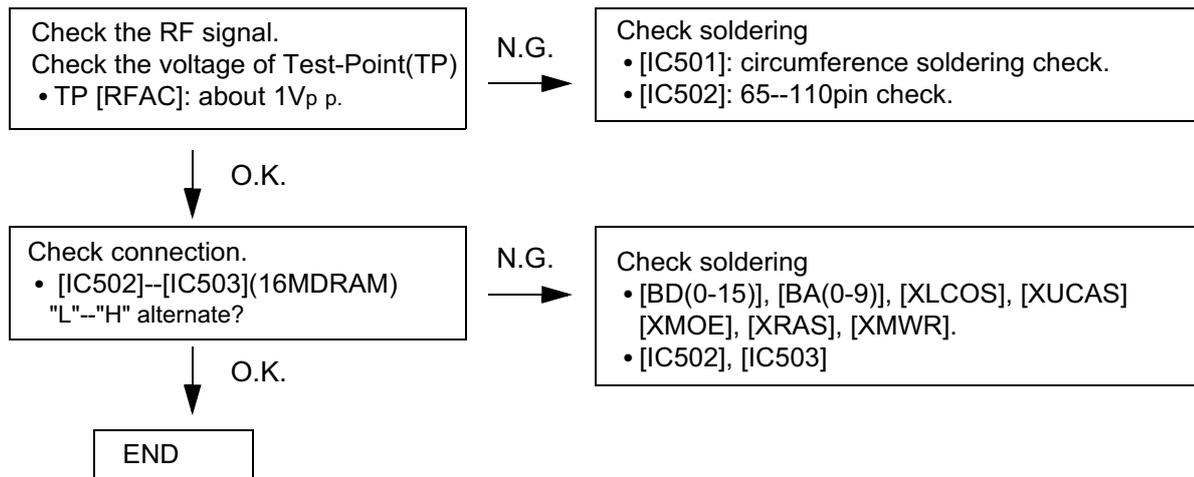 Check the RF signal.
Check the voltage of Test-Point(TP)
• TP [RFAC]: about 1Vp p.
N.G.
Check soldering
• [IC501]: circumference soldering check.
• [IC502]: 65--110pin check.
O.K.
Check connection.
• [IC502]--[IC503](16MDRAM)
"L"--"H" alternate?
N.G.
Check soldering
• [BD(0-15)], [BA(0-9)], [XLCOS], [XUCAS]
[XMOE], [XRAS], [XMWR].
• [IC502], [IC503]
O.K.
END